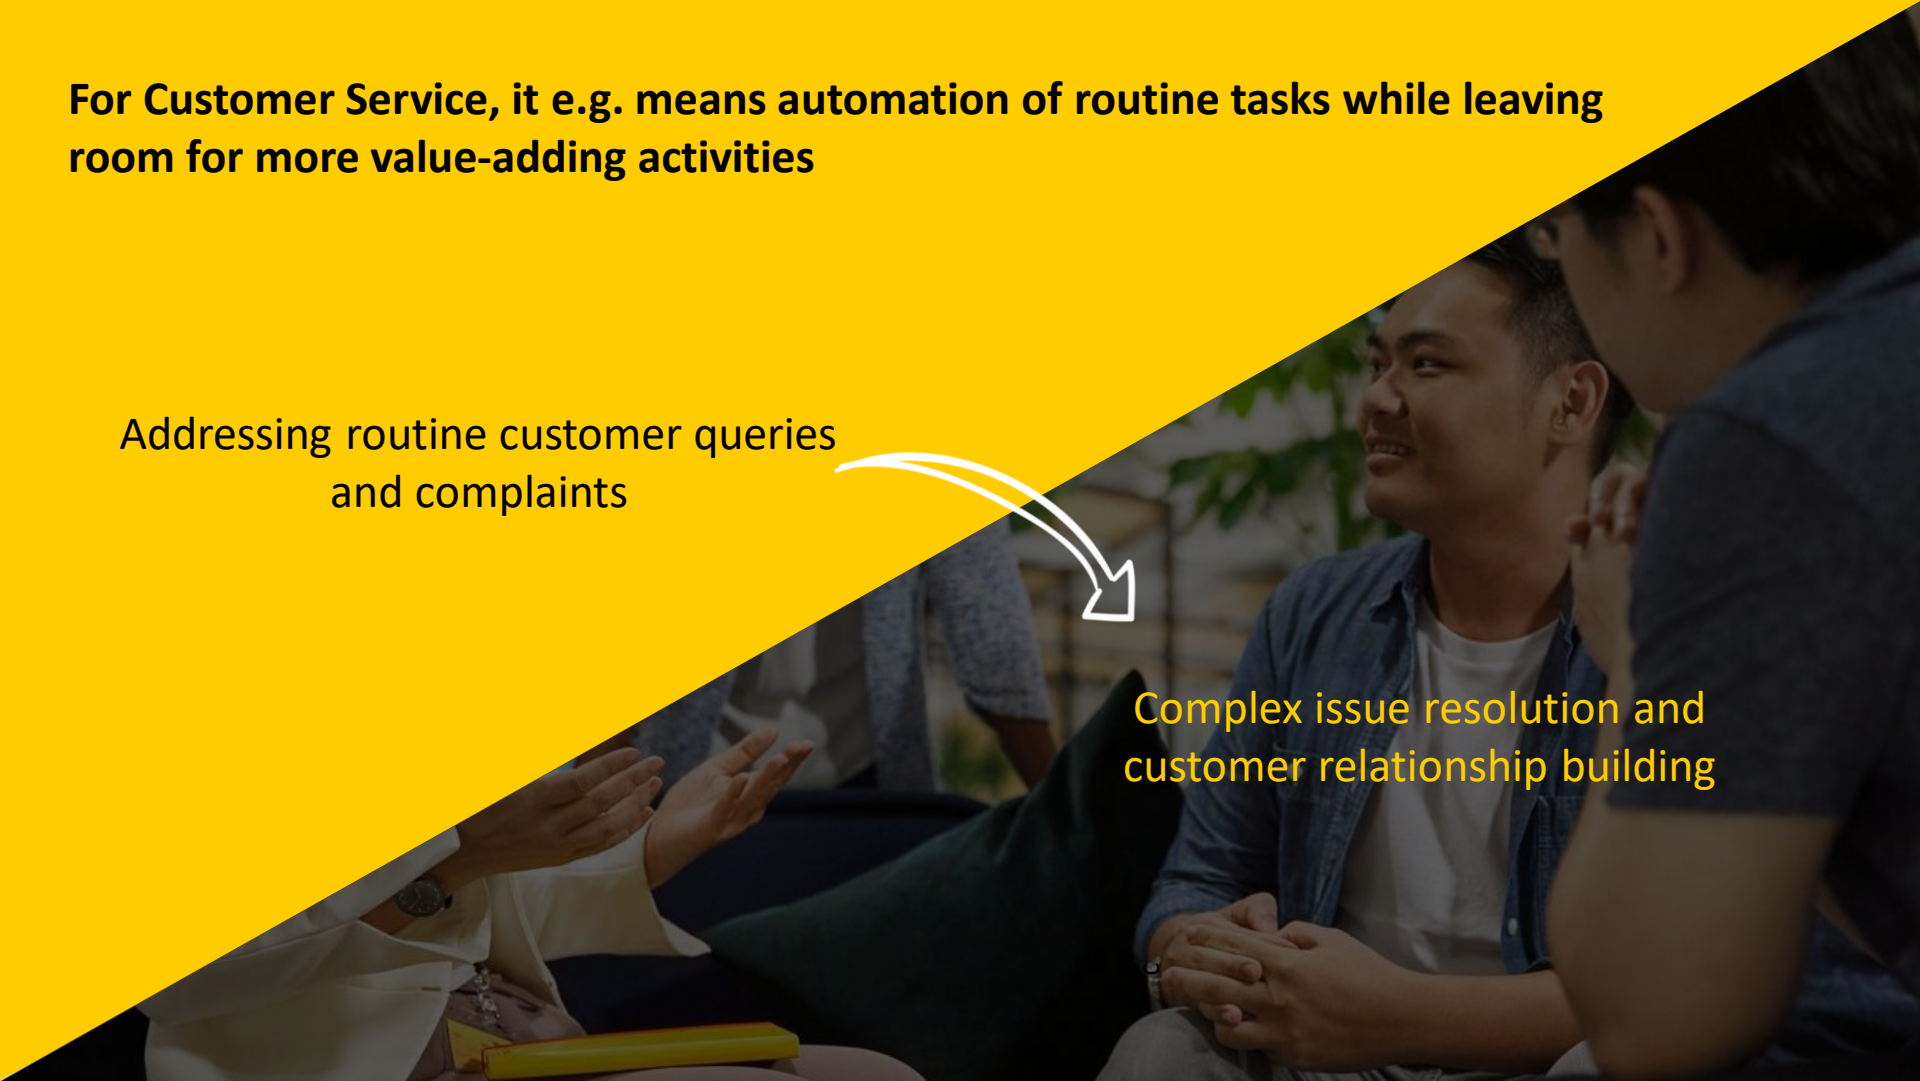 For Customer Service, it e.g. means automation of routine tasks while leaving
room for more value-adding activities
Addressing routine customer queries
and complaints
Complex issue resolution and
customer relationship building